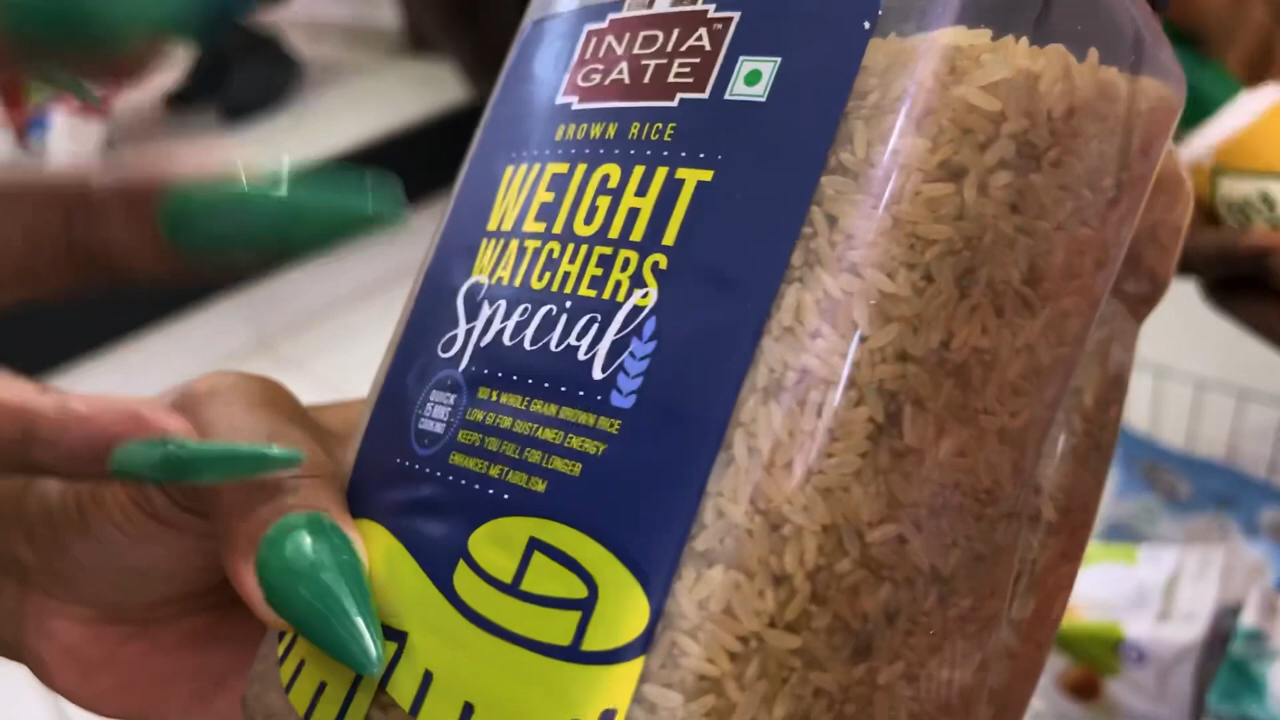 INDIA
GATE™
BROWN RICE
WEIGHT
WATCHERS
Special
QUICK
15 MINS
COOKING
100 % WHOLE GRAIN BROWN RICE
LOW GI FOR SUSTAINED ENERGY
KEEPS YOU FULL FOR LONGER
ENHANCES METABOLISM